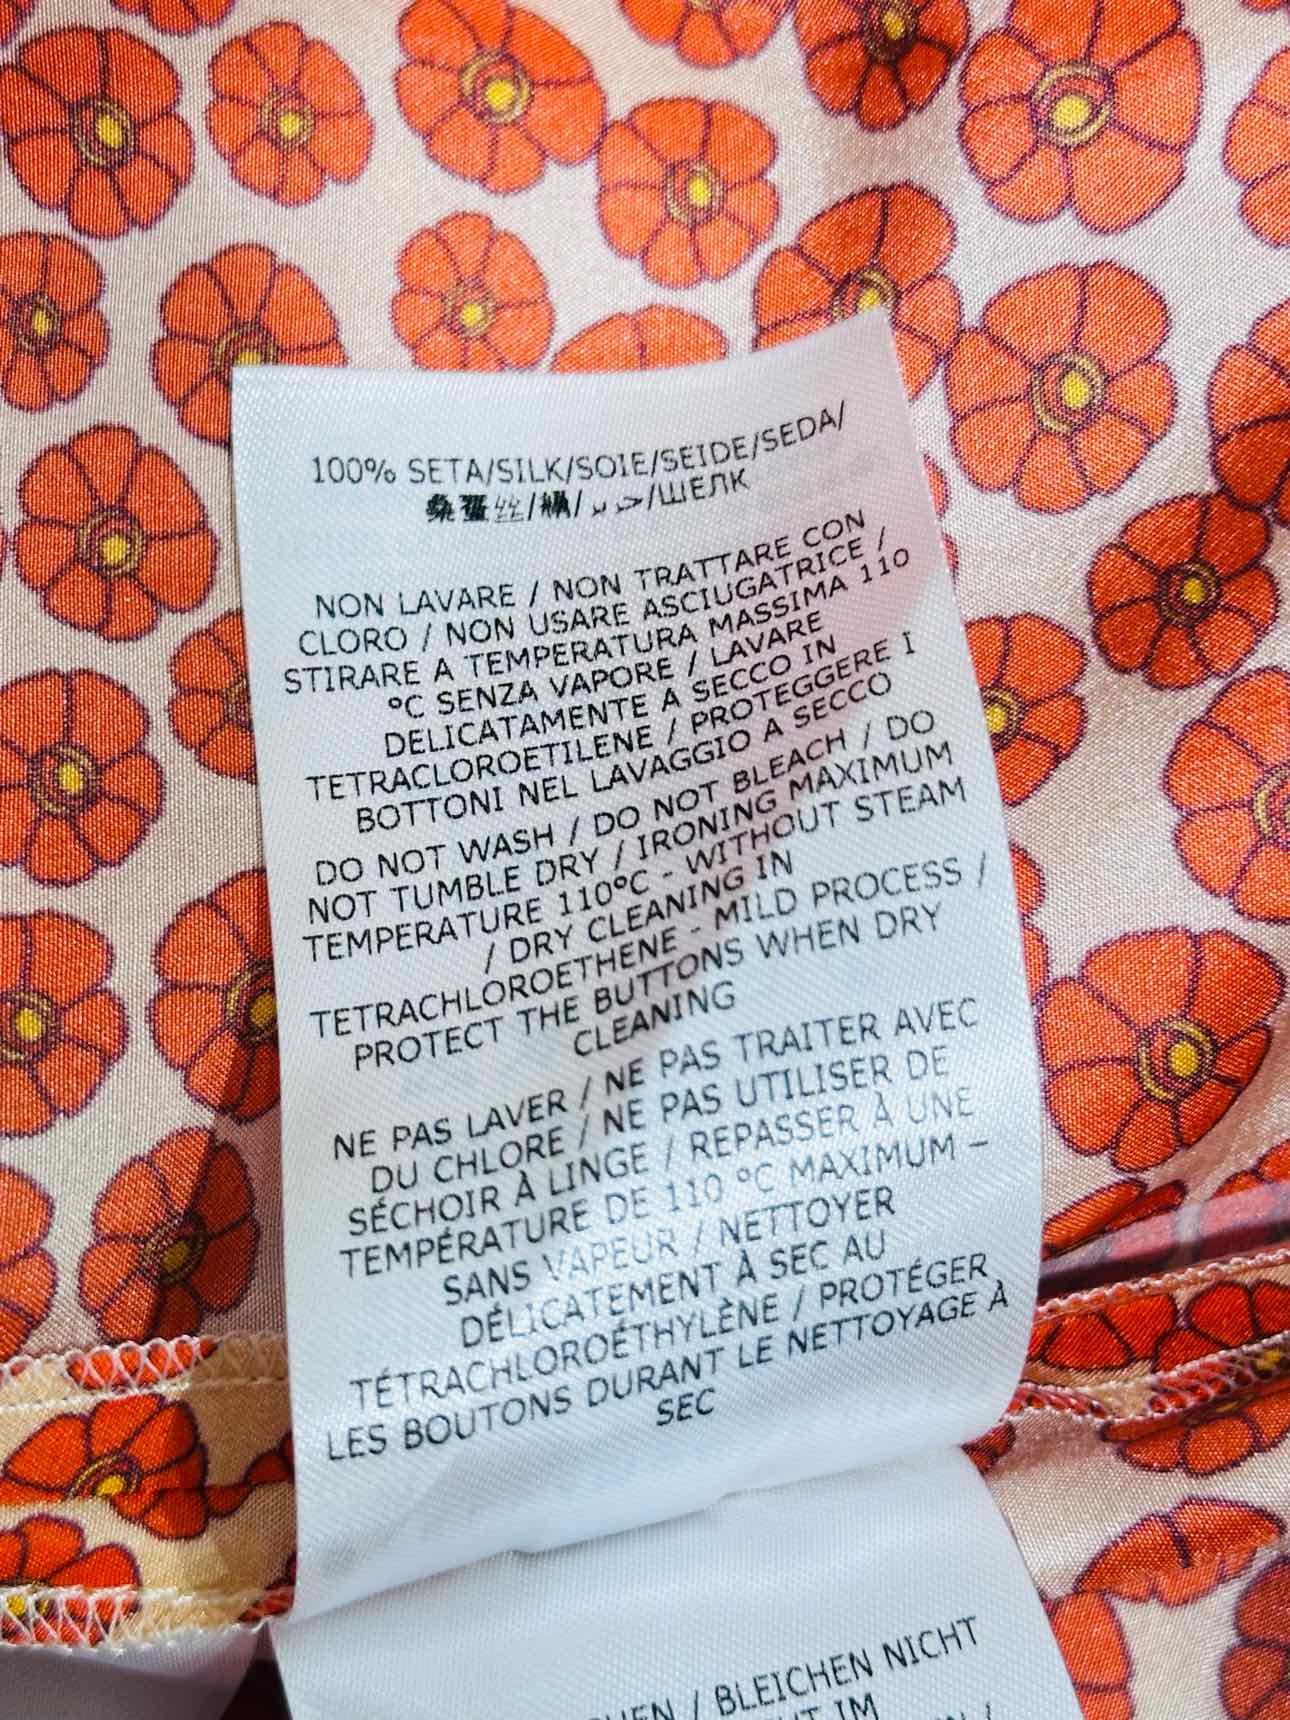 100% SETA/SILK/SOIE/SEIDE/SEDA/
桑蚕丝/絹/حرير/ШЕЛК
NON LAVARE / NON TRATTARE CON
CLORO / NON USARE ASCIUGATRICE /
STIRARE A TEMPERATURA MASSIMA 110
°C SENZA VAPORE / LAVARE
DELICATAMENTE A SECCO IN
TETRACLOROETILENE / PROTEGGERE I
BOTTONI NEL LAVAGGIO A SECCO
DO NOT WASH / DO NOT BLEACH / DO
NOT TUMBLE DRY / IRONING MAXIMUM
TEMPERATURE 110°C - WITHOUT STEAM
/ DRY CLEANING IN
TETRACHLOROETHENE - MILD PROCESS /
PROTECT THE BUTTONS WHEN DRY
CLEANING
NE PAS LAVER / NE PAS TRAITER AVEC
DU CHLORE / NE PAS UTILISER DE
SÉCHOIR À LINGE / REPASSER À UNE
TEMPÉRATURE DE 110 °C MAXIMUM –
SANS VAPEUR / NETTOYER
DÉLICATEMENT À SEC AU
TÉTRACHLOROÉTHYLÈNE / PROTÉGER
LES BOUTONS DURANT LE NETTOYAGE À
SEC
/ BLEICHEN NICHT
IM